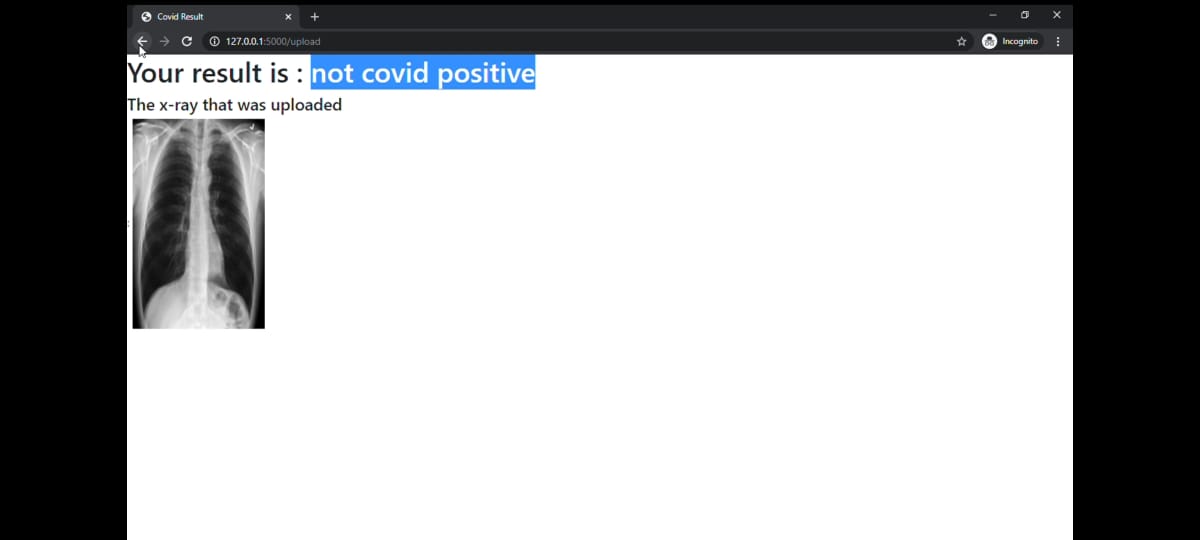 Covid Result
127.0.0.1:5000/upload
Incognito
Your result is : not covid positive
The x-ray that was uploaded